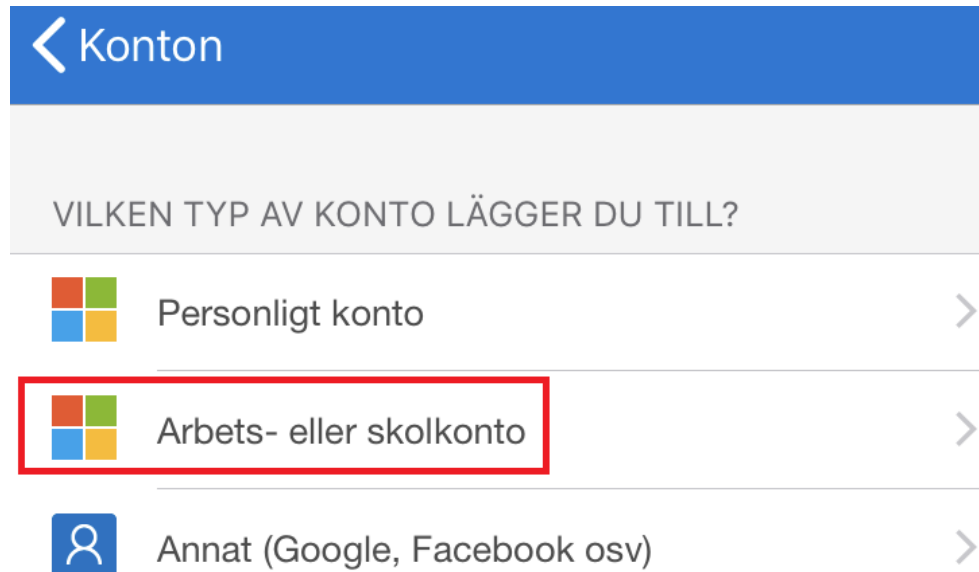 Konton
VILKEN TYP AV KONTO LÄGGER DU TILL?
Personligt konto
Arbets- eller skolkonto
Annat (Google, Facebook osv)